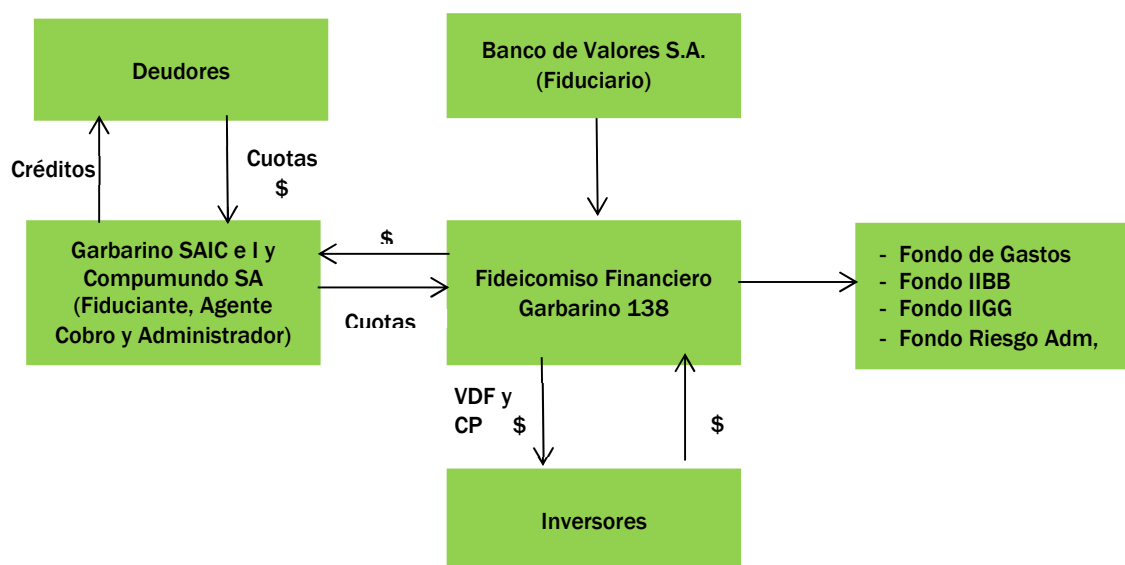 Deudores
Banco de Valores S.A.
(Fiduciario)
Créditos
Cuotas
$
Garbarino SAIC e I y
Compumundo SA
(Fiduciante, Agente
Cobro y Administrador)
$
Cuotas
Fideicomiso Financiero
Garbarino 138
- Fondo de Gastos
- Fondo IIBB
- Fondo IIGG
- Fondo Riesgo Adm,
VDF y
CP $
$
Inversores